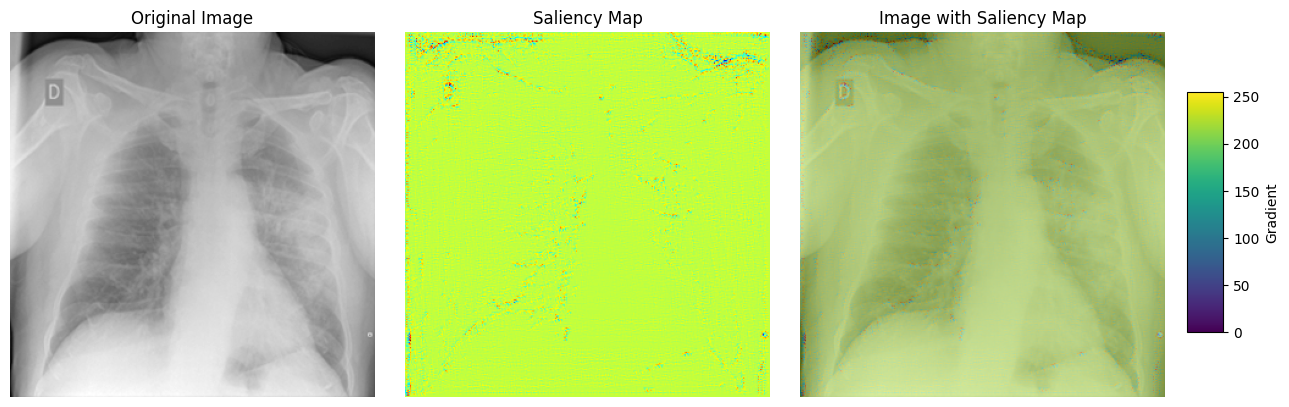 Original Image
Saliency Map
Image with Saliency Map
D
D
250
200
150
100
50
0
Gradient